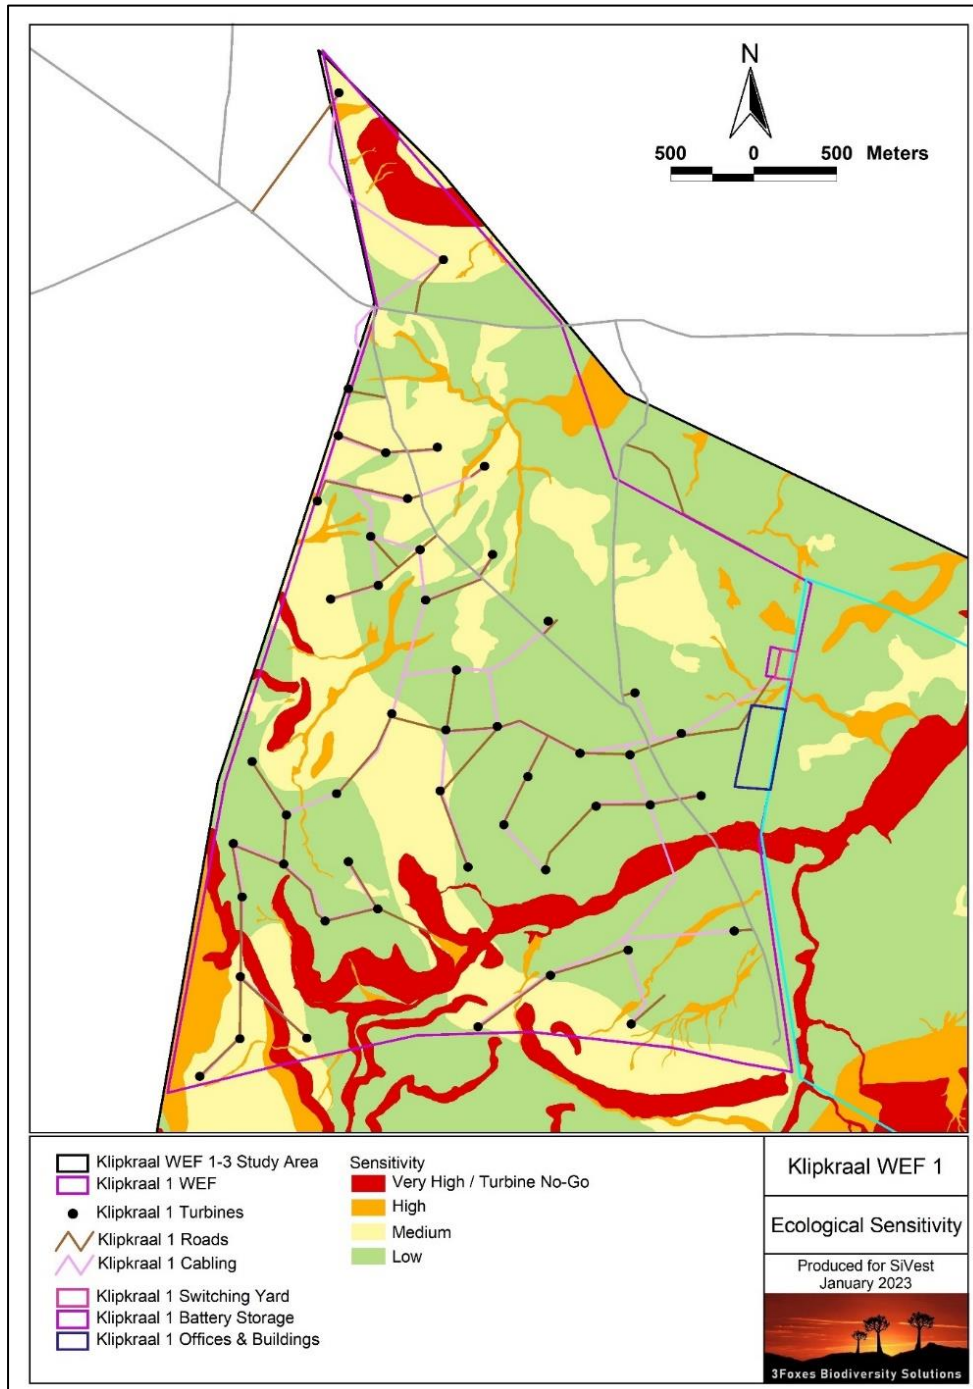 N
500 0 500 Meters
Klipkraal WEF 1-3 Study Area
Klipkraal 1 WEF
Klipkraal 1 Turbines
Klipkraal 1 Roads
Klipkraal 1 Cabling
Klipkraal 1 Switching Yard
Klipkraal 1 Battery Storage
Klipkraal 1 Offices & Buildings
Sensitivity
Very High / Turbine No-Go
High
Medium
Low
Klipkraal WEF 1
Ecological Sensitivity
Produced for SiVest
January 2023
3Foxes Biodiversity Solutions